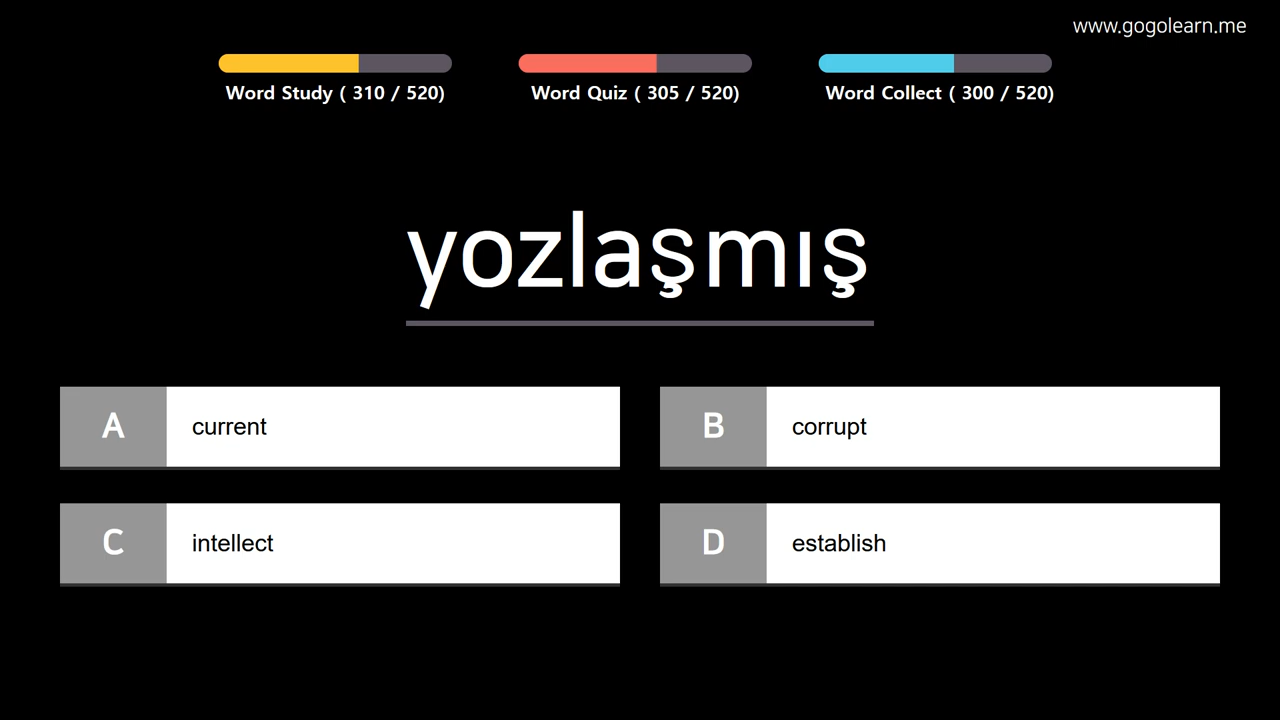 www.gogolearn.me
Word Study ( 310 / 520)
Word Quiz ( 305 / 520)
Word Collect ( 300 / 520)
yozlaşmış
A current
B corrupt
C intellect
D establish